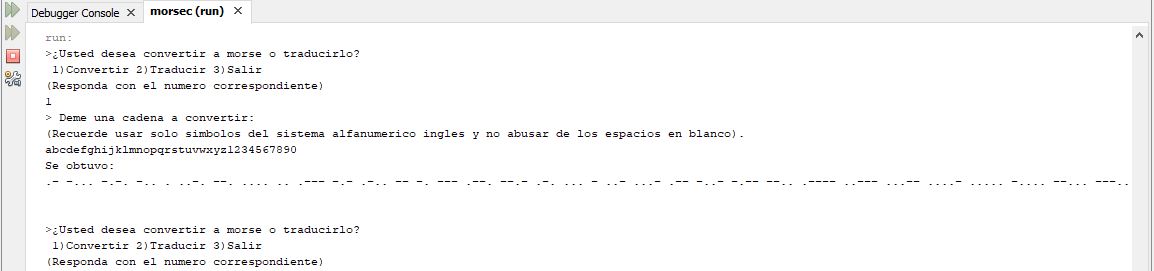 Debugger Console × morsec (run) ×
run:
>¿Usted desea convertir a morse o traducirlo?
1)Convertir 2)Traducir 3)Salir
(Responda con el numero correspondiente)
1
> Deme una cadena a convertir:
(Recuerde usar solo simbolos del sistema alfanumerico ingles y no abusar de los espacios en blanco).
abcdefghijklmnopqrstuvwxyz1234567890
Se obtuvo:
.- -... -.-. -.. . ..-. --. .... .. .--- -.- .-.. -- -. --- .--. --.- .-. ... - ..- ...- .-- -..- -.-- --.. .---- ..--- ...-- ....- ..... -.... --... ---..
>¿Usted desea convertir a morse o traducirlo?
1)Convertir 2)Traducir 3)Salir
(Responda con el numero correspondiente)